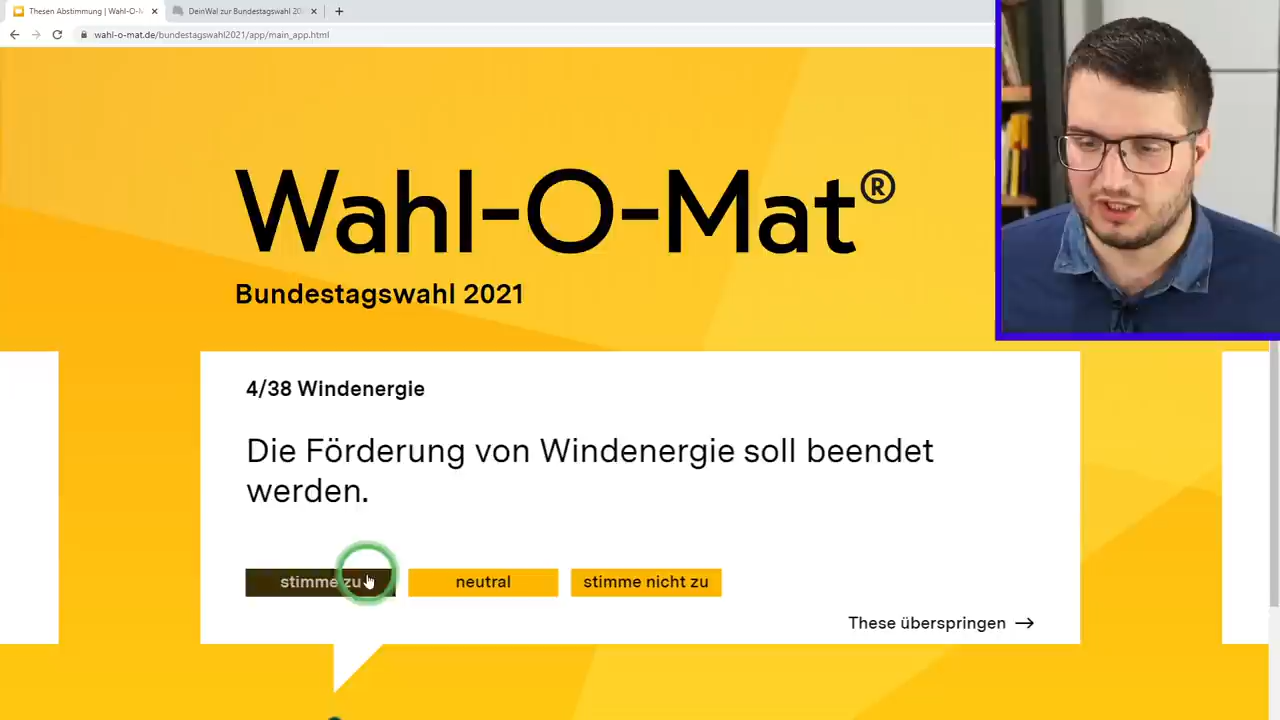 Thesen Abstimmung | Wahl-O-M
DeinWal zur Bundestagswahl 20
wahl-o-mat.de/bundestagswahl2021/app/main_app.html
Wahl-O-Mat®
Bundestagswahl 2021
4/38 Windenergie
Die Förderung von Windenergie soll beendet
werden.
stimme zu
neutral
stimme nicht zu
These überspringen →